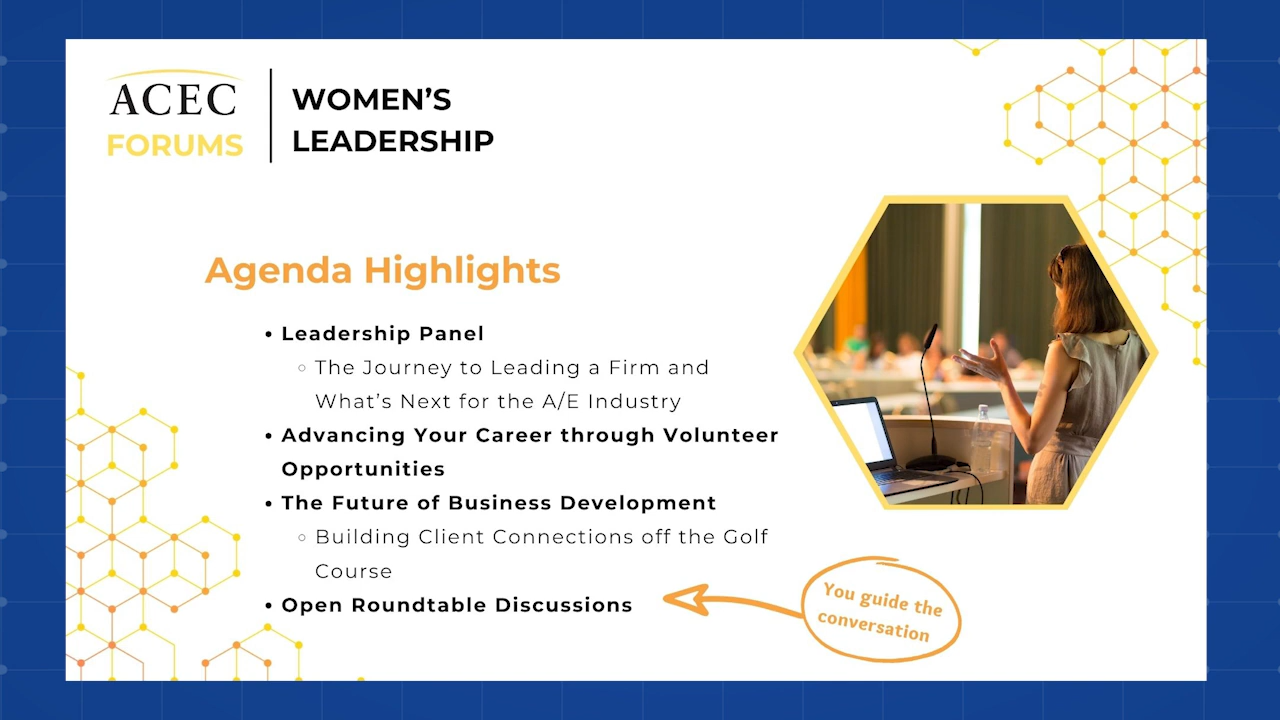 ACEC
FORUMS
WOMEN’S
LEADERSHIP
Agenda Highlights
• Leadership Panel
◦ The Journey to Leading a Firm and
What’s Next for the A/E Industry
• Advancing Your Career through Volunteer
Opportunities
• The Future of Business Development
◦ Building Client Connections off the Golf
Course
• Open Roundtable Discussions
You guide the
conversation